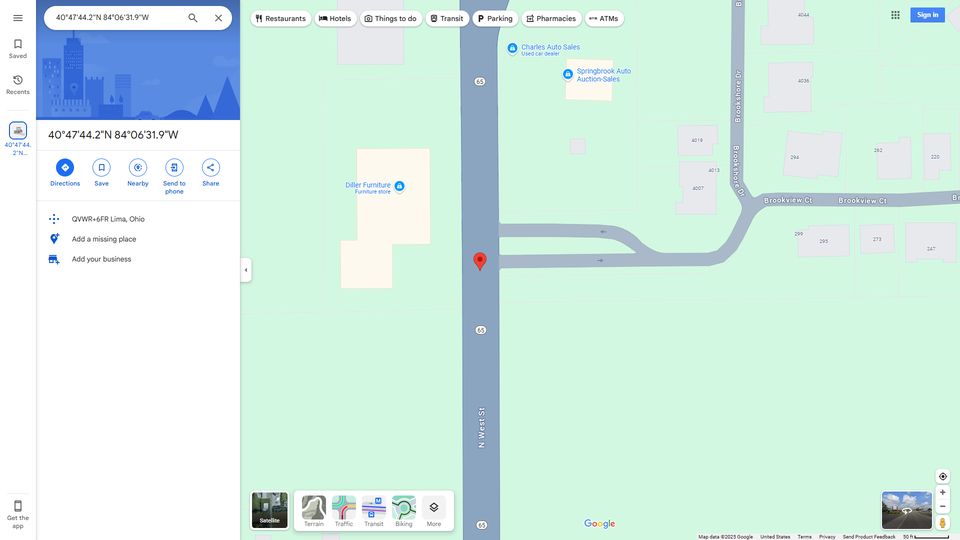 40°47'44.2"N 84°06'31.9"W
Restaurants
Hotels
Things to do
Transit
Parking
Pharmacies
ATMs
Sign in
Saved
Recents
40°47'44.
2"N…
40°47'44.2"N 84°06'31.9"W
Directions
Save
Nearby
Send to
phone
Share
QVWR+6FR Lima, Ohio
Add a missing place
Add your business
Get the
app
Charles Auto Sales
Used car dealer
Springbrook Auto
Auction-Sales
Diller Furniture
Furniture store
65
65
65
N West St
Brookshore Dr
Brookshore Dr
Brookview Ct
Brookview Ct
4044
4036
4019
4013
4007
294
262
220
299
295
273
247
Satellite
Terrain
Traffic
Transit
Biking
More
Google
Map data ©2025 Google
United States
Terms
Privacy
Send Product Feedback
50 ft